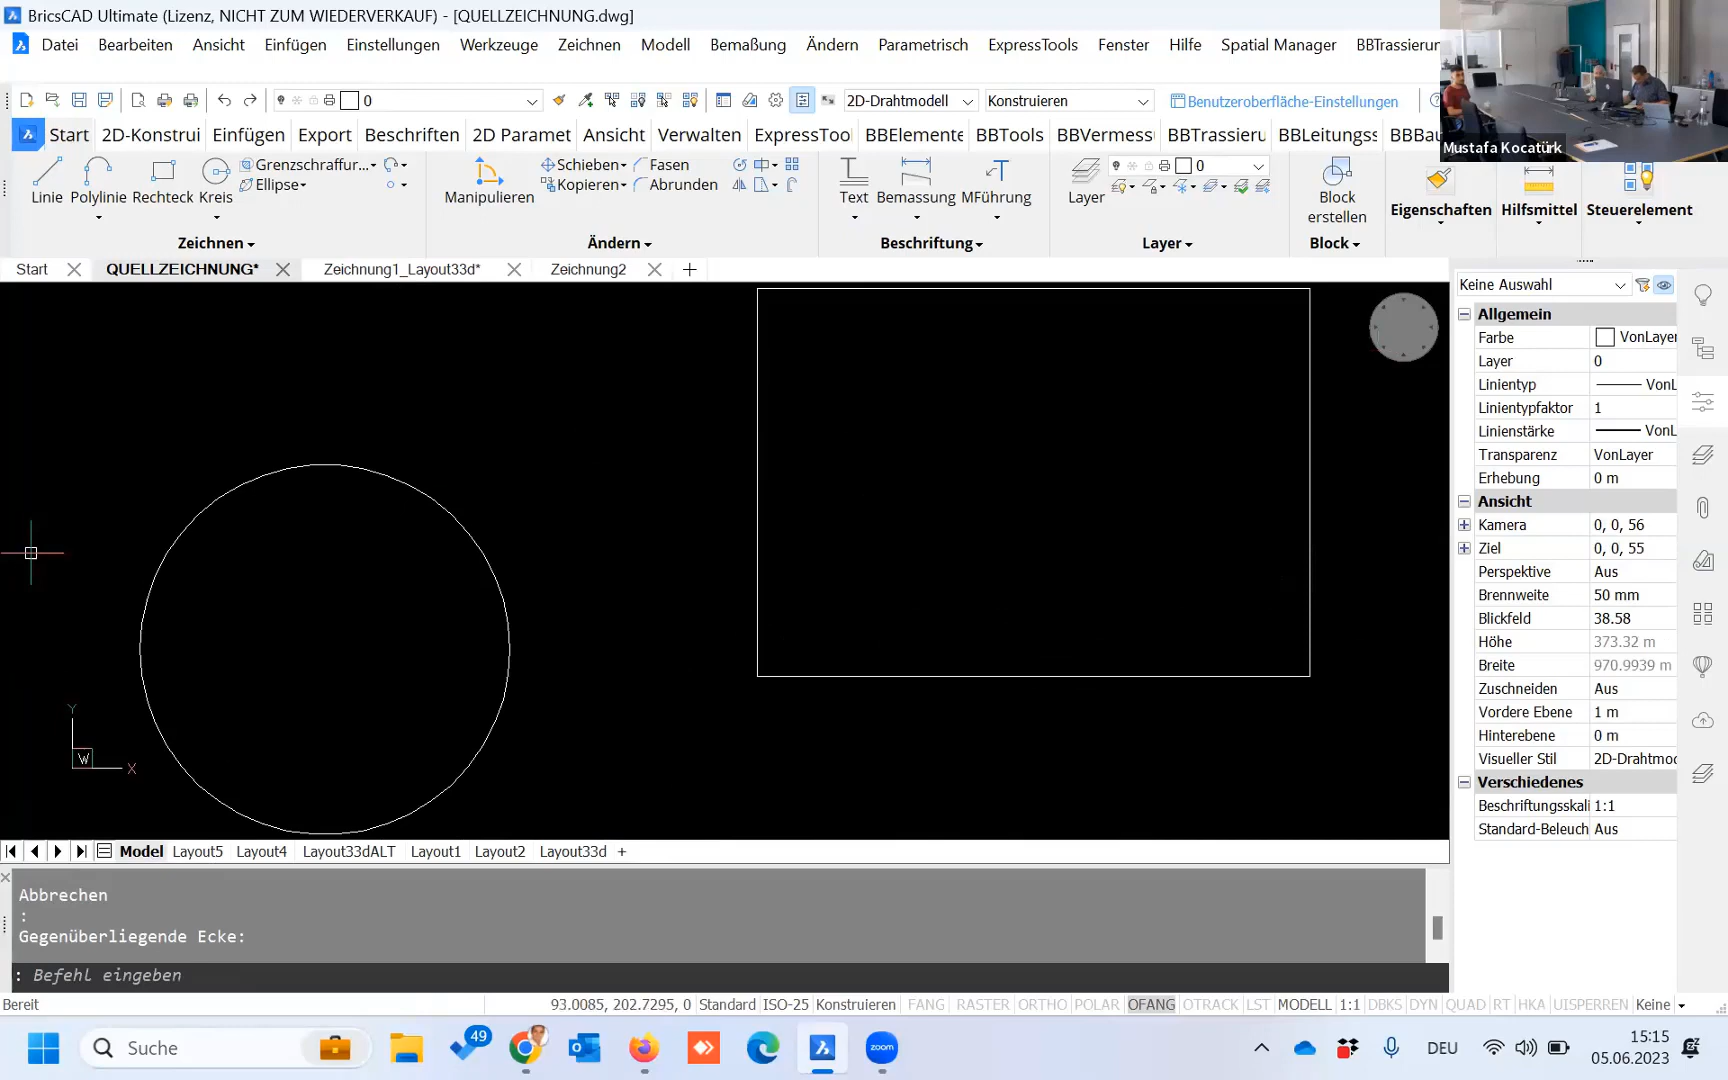 BricsCAD Ultimate (Lizenz, NICHT ZUM WIEDERVERKAUF) - [QUELLZEICHNUNG.dwg]
Datei Bearbeiten Ansicht Einfügen Einstellungen Werkzeuge Zeichnen Modell Bemaßung Ändern Parametrisch ExpressTools Fenster Hilfe Spatial Manager BBTrassierun
Mustafa Kocatürk
0 2D-Drahtmodell Konstruieren Benutzeroberfläche-Einstellungen
Start 2D-Konstrui Einfügen Export Beschriften 2D Paramet Ansicht Verwalten ExpressToo BBElemente BBTools BBVermess BBTrassieru BBLeitungss BBBau
Grenzschraffur... Schieben Fasen 0
Ellipse Kopieren Abrunden
Linie Polylinie Rechteck Kreis Manipulieren Text Bemassung MFührung Layer Block erstellen Eigenschaften Hilfsmittel Steuerelement
Zeichnen Ändern Beschriftung Layer Block
Start QUELLZEICHNUNG* Zeichnung1_Layout33d* Zeichnung2 +
Keine Auswahl
Allgemein
Farbe VonLayer
Layer 0
Linientyp VonL
Linientypfaktor 1
Linienstärke VonL
Transparenz VonLayer
Erhebung 0 m
Ansicht
Kamera 0, 0, 56
Ziel 0, 0, 55
Perspektive Aus
Brennweite 50 mm
Blickfeld 38.58
Höhe 373.32 m
Breite 970.9939 m
Zuschneiden Aus
Vordere Ebene 1 m
Hinterebene 0 m
Visueller Stil 2D-Drahtmod
Verschiedenes
Beschriftungsskali 1:1
Standard-Beleuch Aus
Y
W
X
Model Layout5 Layout4 Layout33dALT Layout1 Layout2 Layout33d +
Abbrechen
:
Gegenüberliegende Ecke:
: Befehl eingeben
Bereit 93.0085, 202.7295, 0 Standard ISO-25 Konstruieren FANG RASTER ORTHO POLAR OFANG OTRACK LST MODELL 1:1 DBKS DYN QUAD RT HKA UISPERREN Keine
Suche 49 zoom DEU 15:15
05.06.2023